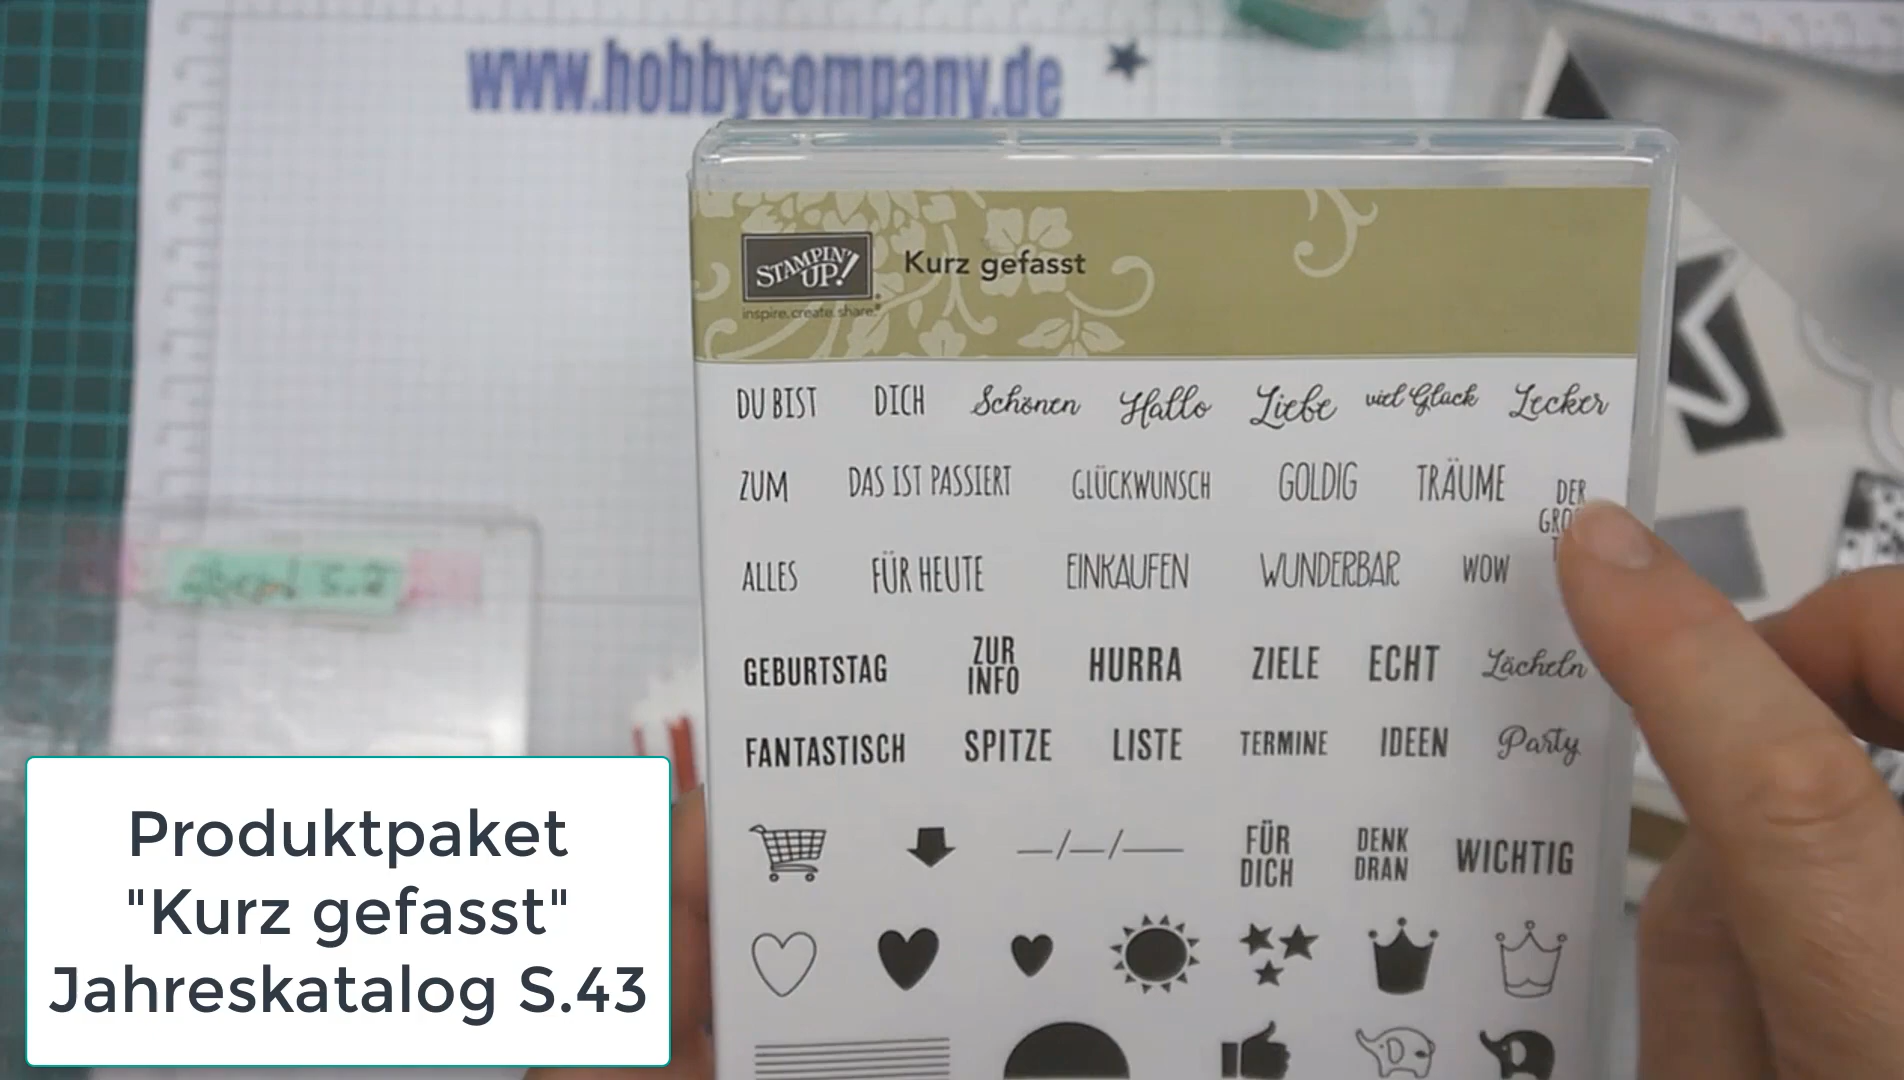 www.hobbycompany.de
STAMPIN' UP!
inspire.create.share.
Kurz gefasst
DU BIST DICH Schönen Hallo Liebe viel Glück Lecker
ZUM DAS IST PASSIERT GLÜCKWUNSCH GOLDIG TRÄUME DER
ALLES FÜR HEUTE EINKAUFEN WUNDERBAR WOW
GEBURTSTAG ZUR INFO HURRA ZIELE ECHT Lächeln
FANTASTISCH SPITZE LISTE TERMINE IDEEN Party
FÜR DICH DENK DRAN WICHTIG
Produktpaket
"Kurz gefasst"
Jahreskatalog S.43